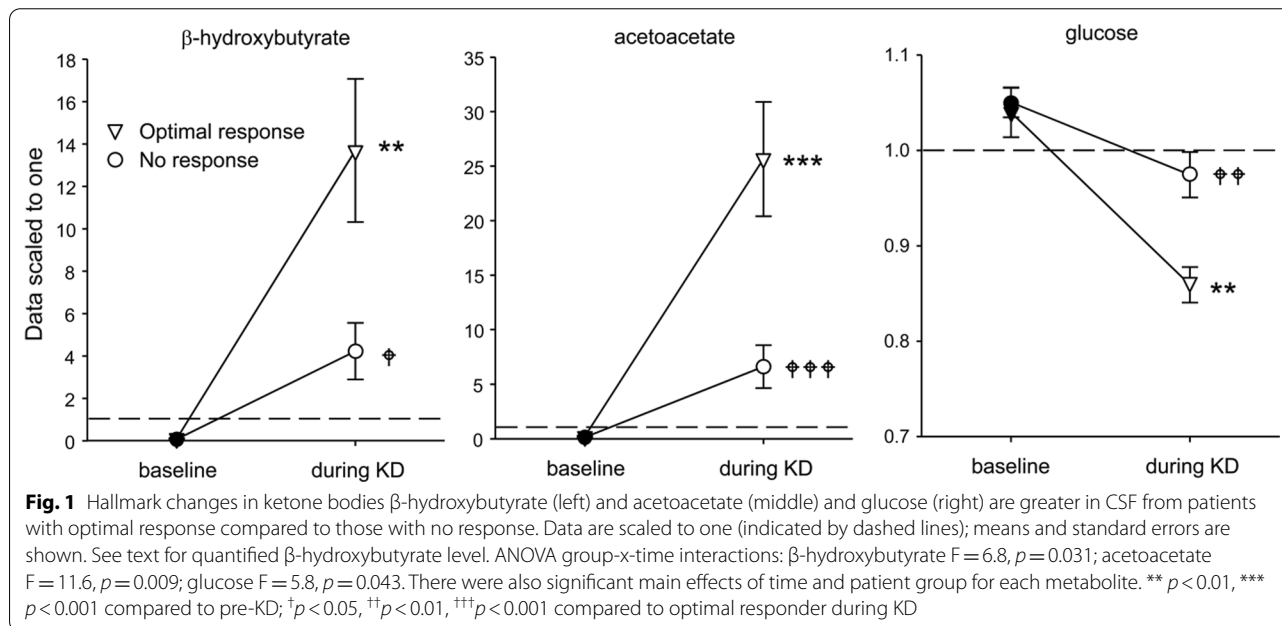 β-hydroxybutyrate
acetoacetate
glucose
Data scaled to one
18
16
14
12
10
8
6
4
2
0
Optimal response
No response
**
⌖
baseline
during KD
35
30
25
20
15
10
5
0
***
⌖⌖⌖
baseline
during KD
1.1
1.0
0.9
0.8
0.7
⌖⌖
**
baseline
during KD
Fig. 1 Hallmark changes in ketone bodies β-hydroxybutyrate (left) and acetoacetate (middle) and glucose (right) are greater in CSF from patients
with optimal response compared to those with no response. Data are scaled to one (indicated by dashed lines); means and standard errors are
shown. See text for quantified β-hydroxybutyrate level. ANOVA group-x-time interactions: β-hydroxybutyrate F = 6.8, p = 0.031; acetoacetate
F = 11.6, p = 0.009; glucose F = 5.8, p = 0.043. There were also significant main effects of time and patient group for each metabolite. ** p < 0.01, ***
p < 0.001 compared to pre-KD; †p < 0.05, ††p < 0.01, †††p < 0.001 compared to optimal responder during KD